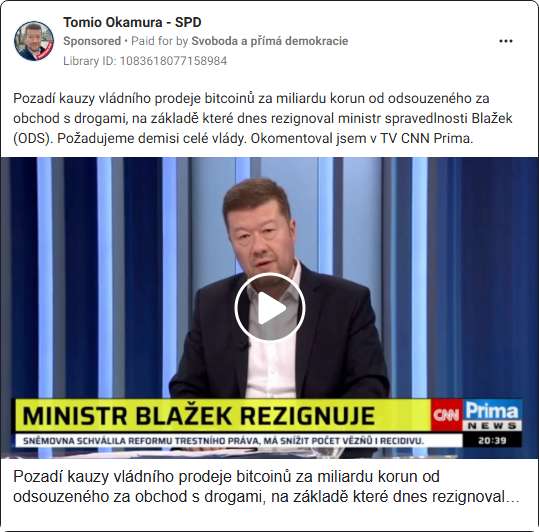 Tomio Okamura - SPD
Sponsored • Paid for by Svoboda a přímá demokracie
Library ID: 1083618077158984
Pozadí kauzy vládního prodeje bitcoinů za miliardu korun od odsouzeného za
obchod s drogami, na základě které dnes rezignoval ministr spravedlnosti Blažek
(ODS). Požadujeme demisi celé vlády. Okomentoval jsem v TV CNN Prima.
MINISTR BLAŽEK REZIGNUJE
CNN Prima
NEWS
SNĚMOVNA SCHVÁLILA REFORMU TRESTNÍHO PRÁVA, MÁ SNÍŽIT POČET VĚZŇŮ I RECIDIVU.
20:39
Pozadí kauzy vládního prodeje bitcoinů za miliardu korun od
odsouzeného za obchod s drogami, na základě které dnes rezignoval...